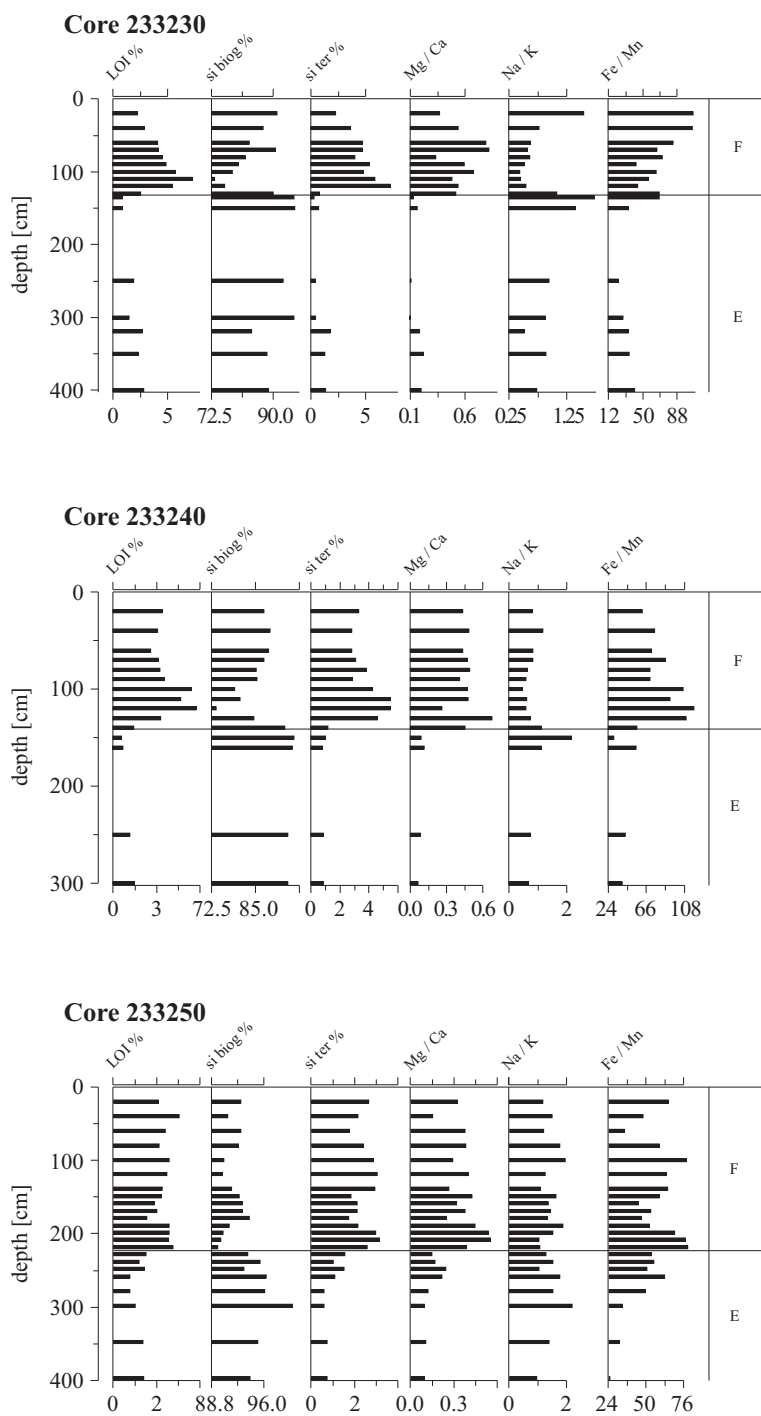 Core 233230
LOI % si biog % si ter % Mg / Ca Na / K Fe / Mn
0
100
200
300
400
depth [cm]
F
E
0 5 72.5 90.0 0 5 0.1 0.6 0.25 1.25 12 50 88
Core 233240
LOI % si biog % si ter % Mg / Ca Na / K Fe / Mn
0
100
200
300
depth [cm]
F
E
0 3 72.5 85.0 0 2 4 0.0 0.3 0.6 0 2 24 66 108
Core 233250
LOI % si biog % si ter % Mg / Ca Na / K Fe / Mn
0
100
200
300
400
depth [cm]
F
E
0 2 88.8 96.0 0 2 0.0 0.3 0 2 24 50 76